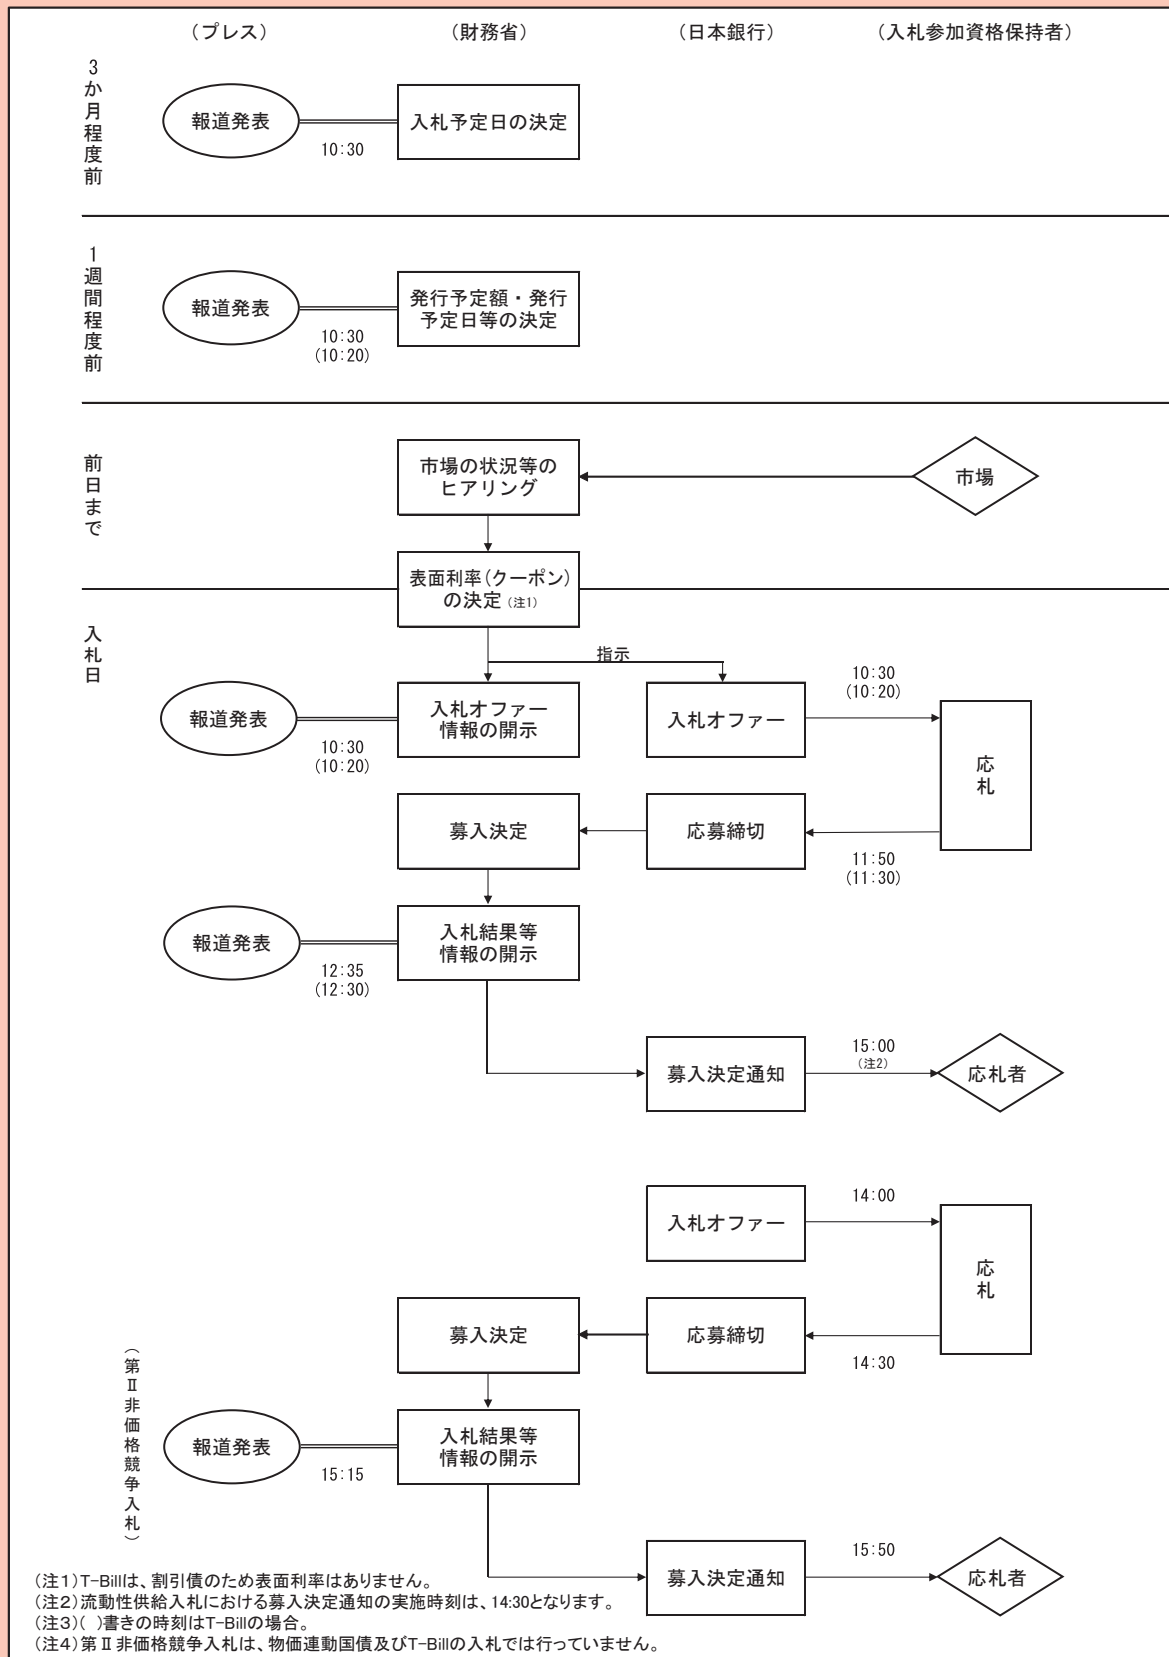 （プレス）
（財務省）
（日本銀行）
（入札参加資格保持者）
3か月程度前
報道発表
10:30
入札予定日の決定
1週間程度前
報道発表
10:30
(10:20)
発行予定額・発行
予定日等の決定
前日まで
市場の状況等の
ヒアリング
市場
表面利率(クーポン)
の決定（注1）
入札日
指示
報道発表
10:30
(10:20)
入札オファー
情報の開示
入札オファー
10:30
(10:20)
応札
募入決定
応募締切
11:50
(11:30)
報道発表
12:35
(12:30)
入札結果等
情報の開示
募入決定通知
15:00
（注2）
応札者
（第Ⅱ非価格競争入札）
入札オファー
14:00
応札
募入決定
応募締切
14:30
報道発表
15:15
入札結果等
情報の開示
募入決定通知
15:50
応札者
（注1）T-Billは、割引債のため表面利率はありません。
（注2）流動性供給入札における募入決定通知の実施時刻は、14:30となります。
（注3）( )書きの時刻はT-Billの場合。
（注4）第Ⅱ非価格競争入札は、物価連動国債及びT-Billの入札では行っていません。